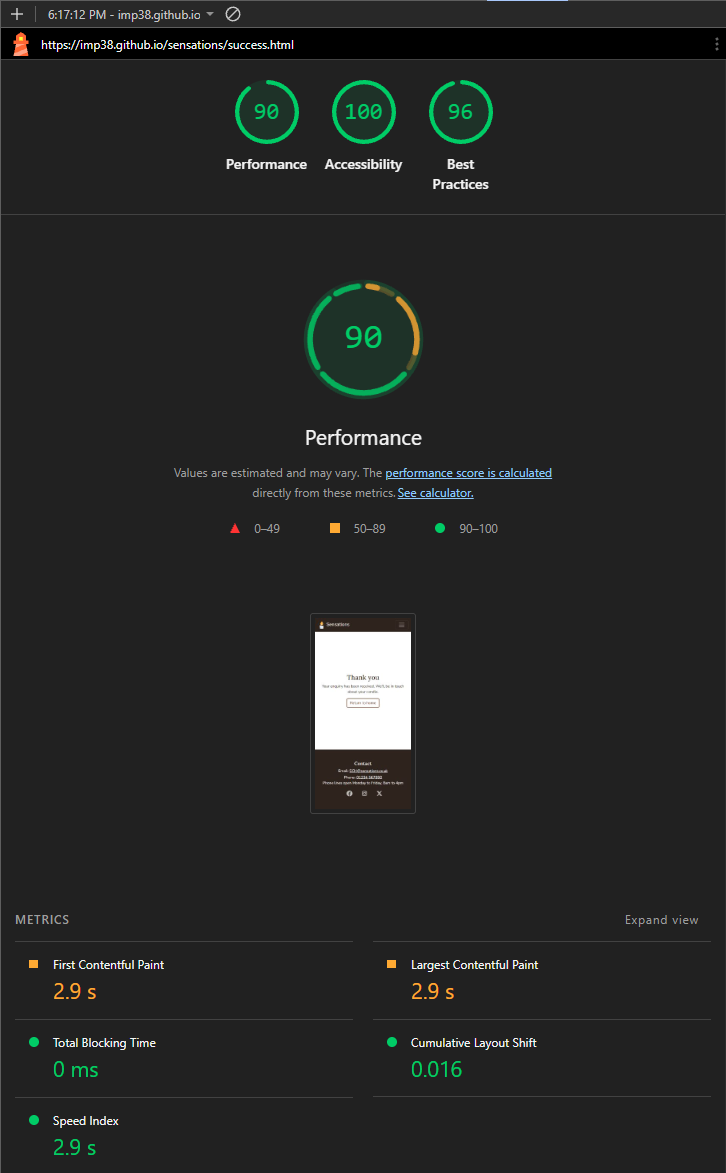 6:17:12 PM - imp38.github.io
https://imp38.github.io/sensations/success.html
90
100
96
Performance
Accessibility
Best
Practices
90
Performance
Values are estimated and may vary. The performance score is calculated
directly from these metrics. See calculator.
0–49
50–89
90–100
Sensations
Thank you
Contact
METRICS
Expand view
First Contentful Paint
2.9 s
Largest Contentful Paint
2.9 s
Total Blocking Time
0 ms
Cumulative Layout Shift
0.016
Speed Index
2.9 s